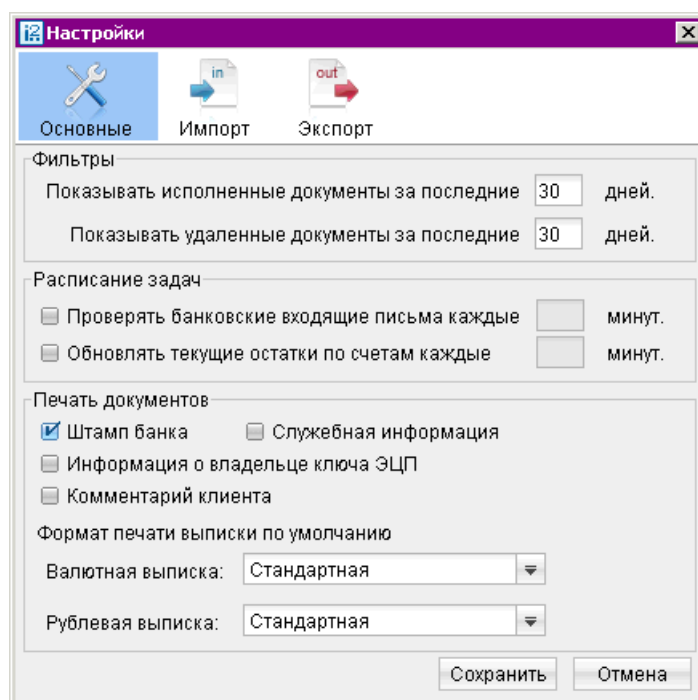 Настройки
in
out
Основные Импорт Экспорт
Фильтры
Показывать исполненные документы за последние 30 дней.
Показывать удаленные документы за последние 30 дней.
Расписание задач
Проверять банковские входящие письма каждые минут.
Обновлять текущие остатки по счетам каждые минут.
Печать документов
Штамп банка Служебная информация
Информация о владельце ключа ЭЦП
Комментарий клиента
Формат печати выписки по умолчанию
Валютная выписка: Стандартная
Рублевая выписка: Стандартная
Сохранить Отмена